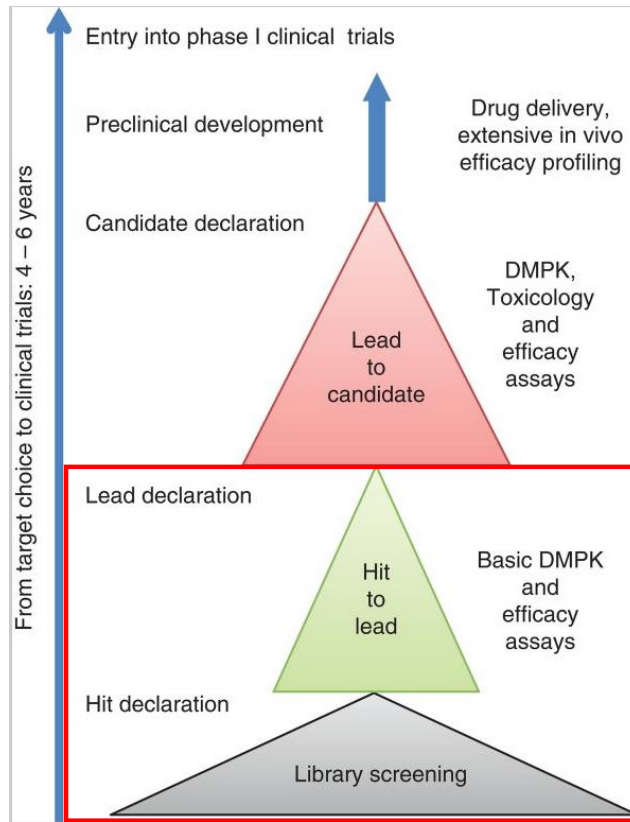 Entry into phase I clinical trials
Preclinical development
Drug delivery,
extensive in vivo
efficacy profiling
Candidate declaration
DMPK,
Toxicology
and
efficacy
assays
Lead
to
candidate
From target choice to clinical trials: 4 – 6 years
Lead declaration
Hit
to
lead
Basic DMPK
and
efficacy
assays
Hit declaration
Library screening